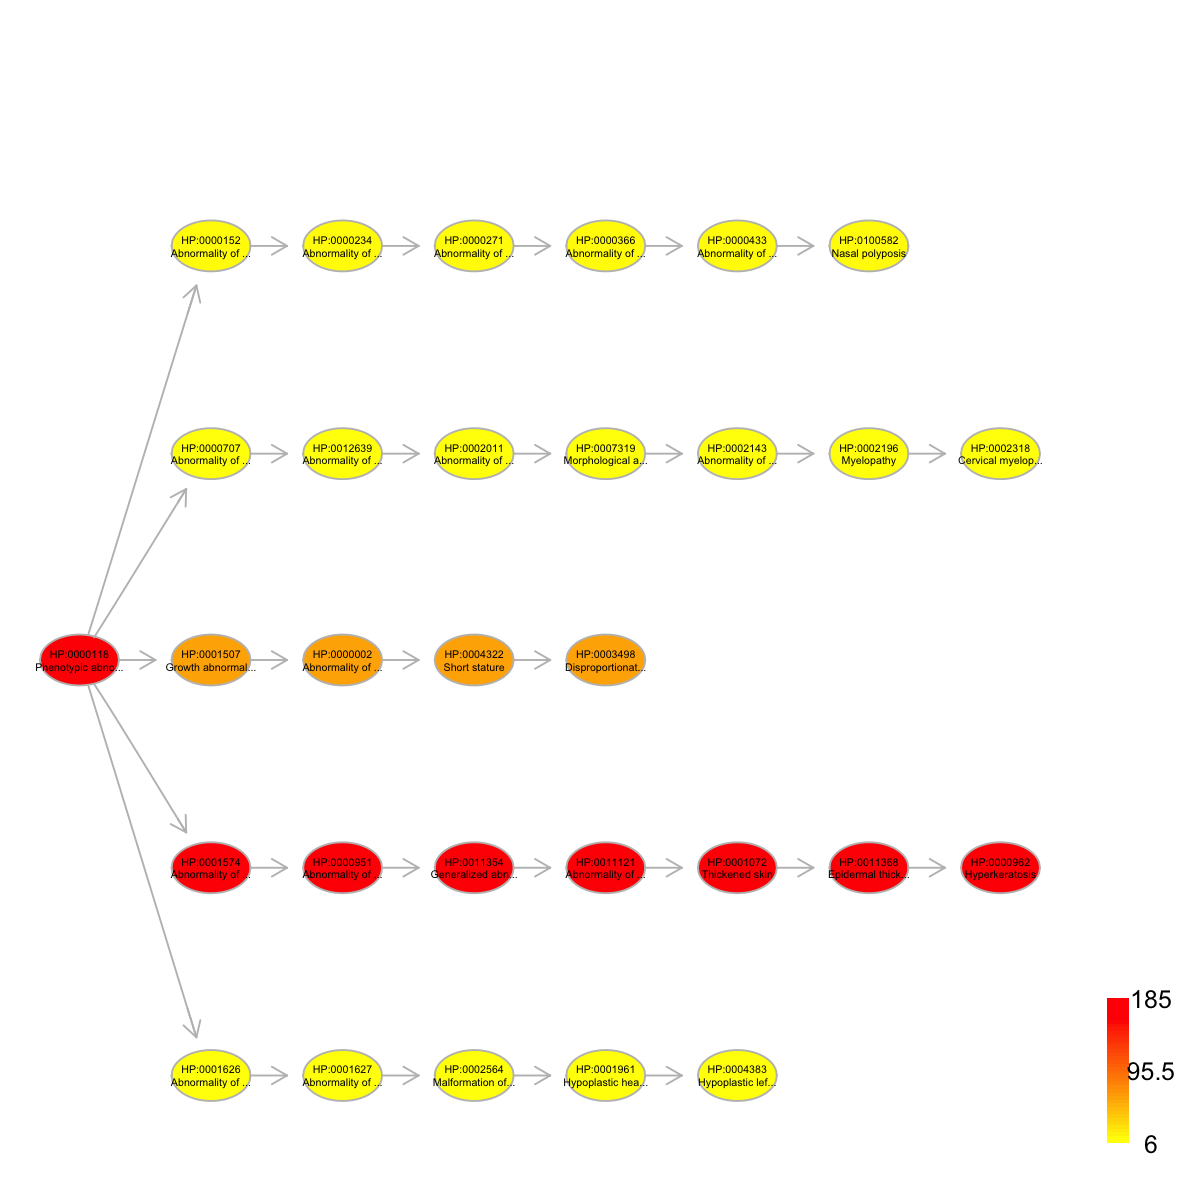 HP:0000152
Abnormality of ...
HP:0000234
Abnormality of ...
HP:0000271
Abnormality of ...
HP:0000366
Abnormality of ...
HP:0000433
Abnormality of ...
HP:0100582
Nasal polyposis
HP:0000707
Abnormality of ...
HP:0012639
Abnormality of ...
HP:0002011
Abnormality of ...
HP:0007319
Morphological a...
HP:0002143
Abnormality of ...
HP:0002196
Myelopathy
HP:0002318
Cervical myelop...
HP:0000118
Phenotypic abno...
HP:0001507
Growth abnormal...
HP:0000002
Abnormality of ...
HP:0004322
Short stature
HP:0003498
Disproportionat...
HP:0001574
Abnormality of ...
HP:0000951
Abnormality of ...
HP:0011354
Generalized abn...
HP:0011121
Abnormality of ...
HP:0001072
Thickened skin
HP:0011368
Epidermal thick...
HP:0000962
Hyperkeratosis
HP:0001626
Abnormality of ...
HP:0001627
Abnormality of ...
HP:0002564
Malformation of...
HP:0001961
Hypoplastic hea...
HP:0004383
Hypoplastic lef...
185
95.5
6